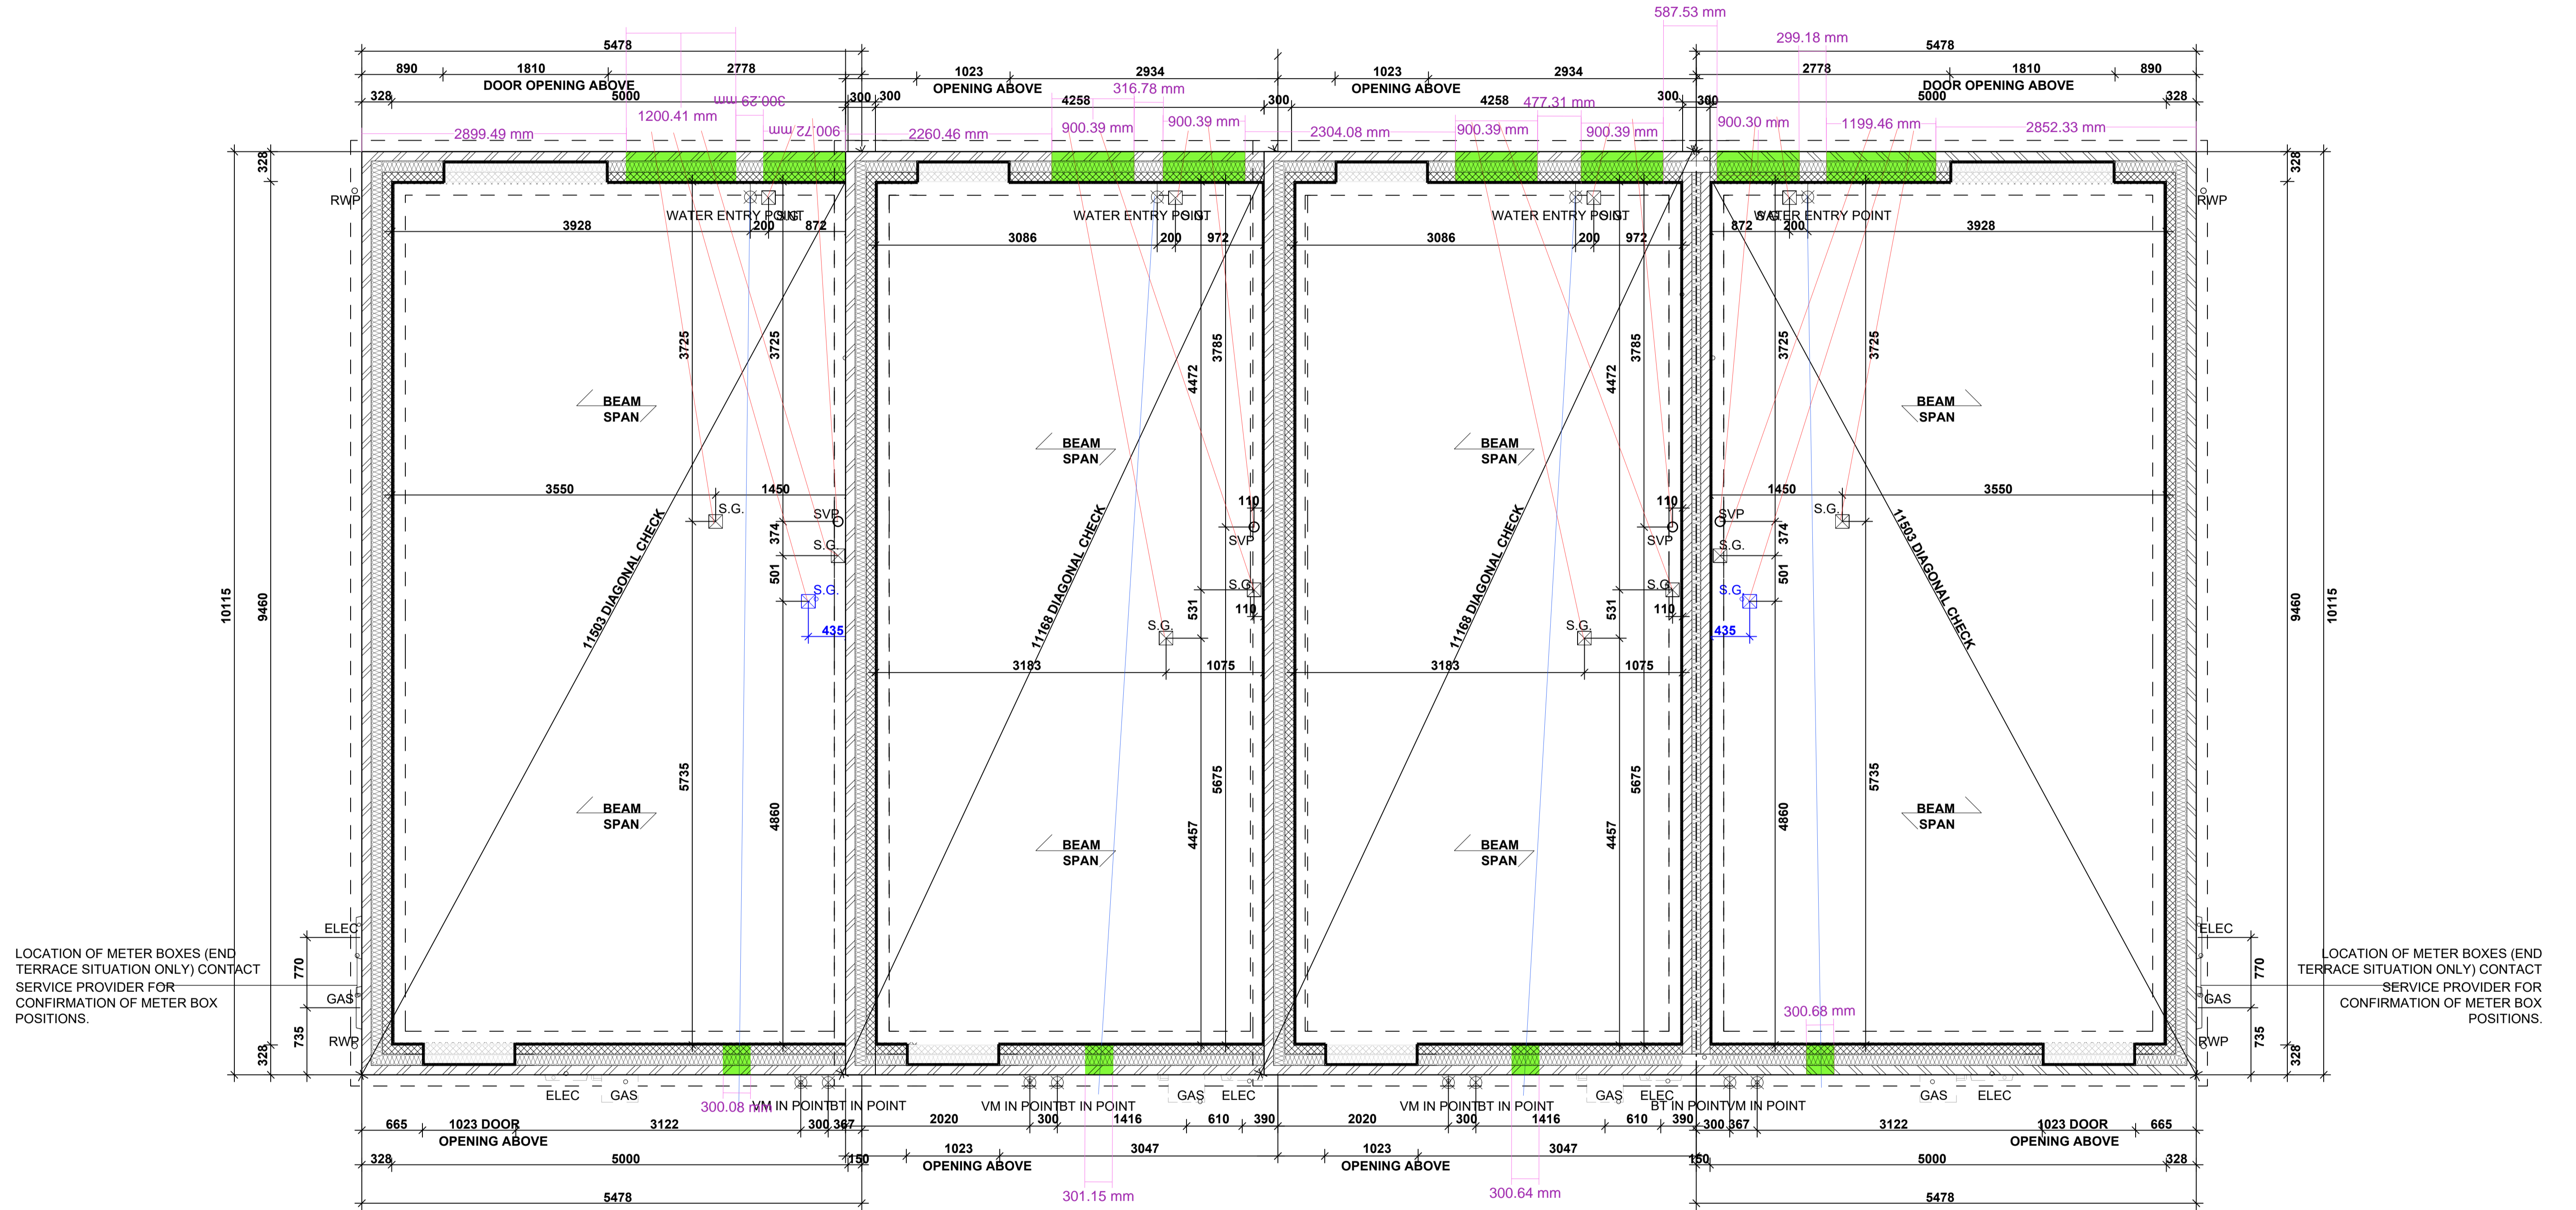 587.53 mm
299.18 mm
5478
5478
890
1810
2778
DOOR OPENING ABOVE
1023
2934
OPENING ABOVE
1023
2934
OPENING ABOVE
2778
1810
890
DOOR OPENING ABOVE
328
5000
300
300
4258
300
4258
300
300
5000
328
316.78 mm
477.31 mm
300.29 mm
1200.41 mm
900.72 mm
2899.49 mm
2260.46 mm
900.39 mm
900.39 mm
2304.08 mm
900.39 mm
900.39 mm
900.30 mm
1199.46 mm
2852.33 mm
328
328
RWP
RWP
WATER ENTRY POINT
S.G.
WATER ENTRY POINT
S.G.
WATER ENTRY POINT
S.G.
S.G.
WATER ENTRY POINT
3928
200
872
3086
200
972
3086
200
972
872
200
3928
3725
3725
3785
4472
3785
4472
3725
3725
BEAM
SPAN
BEAM
SPAN
BEAM
SPAN
BEAM
SPAN
3550
1450
110
110
1450
3550
S.G.
SVP
SVP
SVP
SVP
S.G.
374
374
S.G.
S.G.
501
501
S.G.
S.G.
S.G.
S.G.
435
435
110
110
531
531
S.G.
S.G.
11503 DIAGONAL CHECK
11168 DIAGONAL CHECK
11168 DIAGONAL CHECK
11503 DIAGONAL CHECK
10115
9460
9460
10115
3183
1075
3183
1075
5735
4860
5675
4457
5675
4457
4860
5735
BEAM
SPAN
BEAM
SPAN
BEAM
SPAN
BEAM
SPAN
ELEC
ELEC
LOCATION OF METER BOXES (END
TERRACE SITUATION ONLY) CONTACT
SERVICE PROVIDER FOR
CONFIRMATION OF METER BOX
POSITIONS.
LOCATION OF METER BOXES (END
TERRACE SITUATION ONLY) CONTACT
SERVICE PROVIDER FOR
CONFIRMATION OF METER BOX
POSITIONS.
770
770
GAS
GAS
735
735
300.68 mm
RWP
RWP
328
328
ELEC
GAS
300.08 mm
VM IN POINT
BT IN POINT
VM IN POINT
BT IN POINT
GAS
ELEC
VM IN POINT
BT IN POINT
GAS
ELEC
BT IN POINT
VM IN POINT
GAS
ELEC
665
1023 DOOR
OPENING ABOVE
3122
300
367
2020
300
1416
610
390
2020
300
1416
610
390
300
367
3122
1023 DOOR
OPENING ABOVE
665
1023
OPENING ABOVE
3047
1023
OPENING ABOVE
3047
328
5000
150
150
5000
328
301.15 mm
300.64 mm
5478
5478